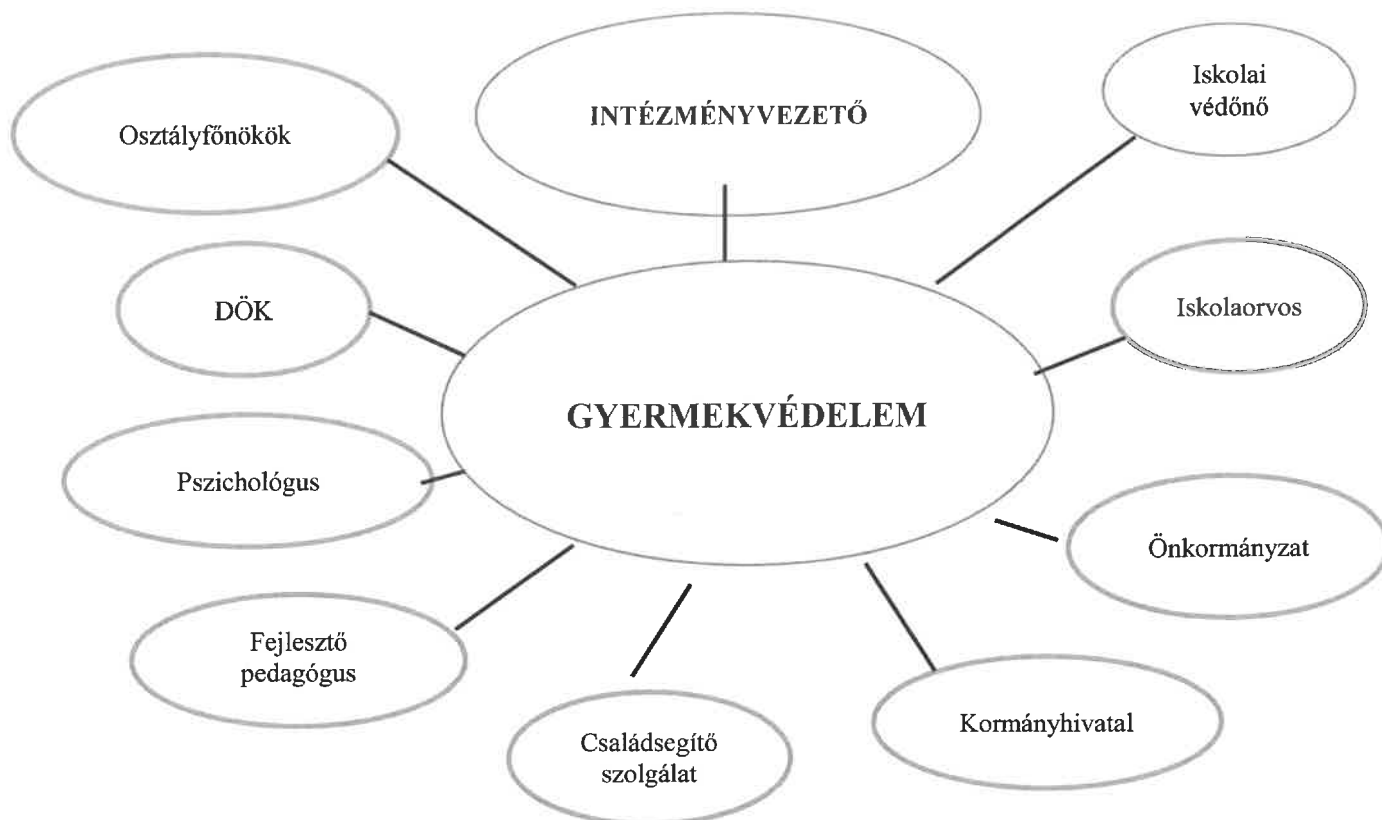 Osztályfőnökök
INTÉZMÉNYVEZETŐ
Iskolai
védőnő
DÖK
Iskolaorvos
GYERMEKVÉDELEM
Pszichológus
Önkormányzat
Fejlesztő
pedagógus
Családsegítő
szolgálat
Kormányhivatal